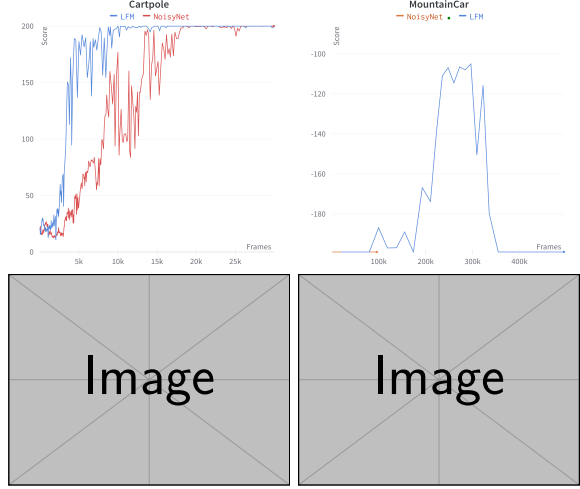 Cartpole
LFM NoisyNet
Score
200
150
100
50
0
Frames
5k 10k 15k 20k 25k
MountainCar
NoisyNet LFM
Score
-100
-120
-140
-160
-180
Frames
100k 200k 300k 400k
Image Image